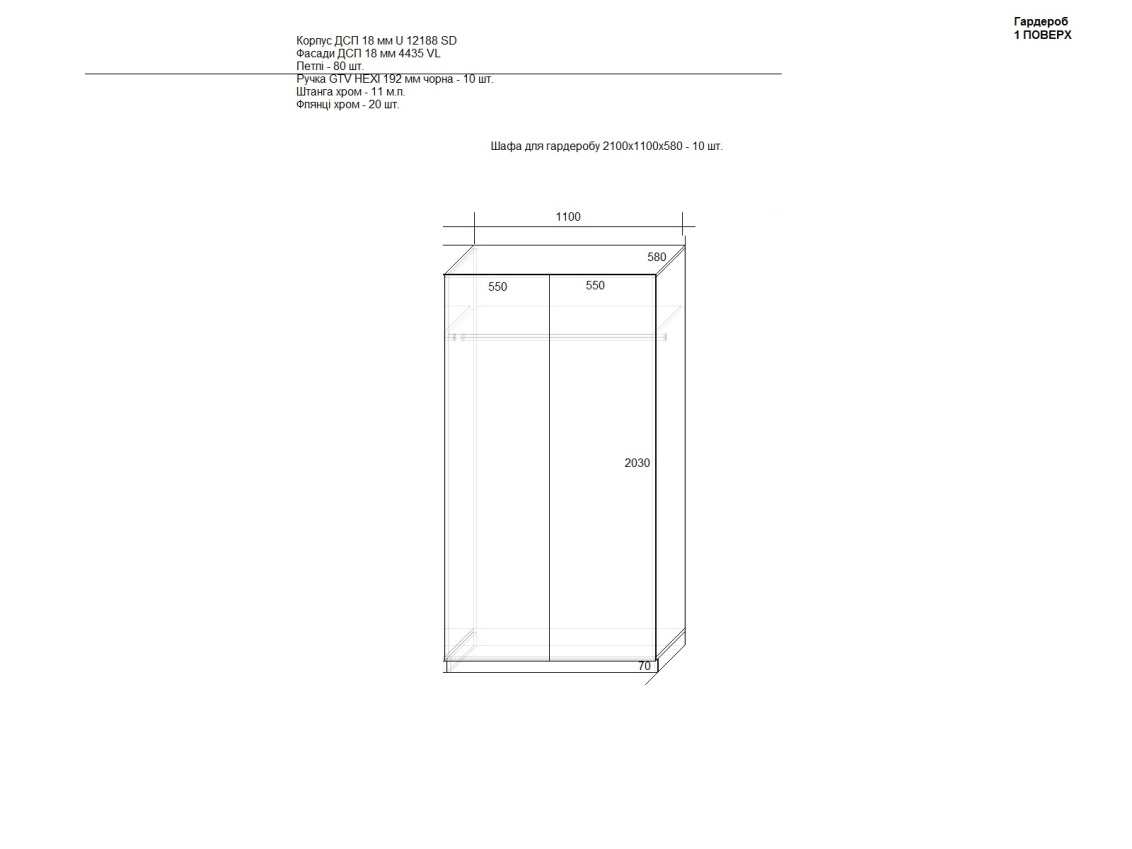 Гардероб
1 ПОВЕРХ
Корпус ДСП 18 мм U 12188 SD
Фасади ДСП 18 мм 4435 VL
Петлі - 80 шт.
Ручка GTV HEXI 192 мм чорна - 10 шт.
Штанга хром - 11 м.п.
Флянці хром - 20 шт.
Шафа для гардеробу 2100х1100х580 - 10 шт.
1100
580
550 550
2030
70